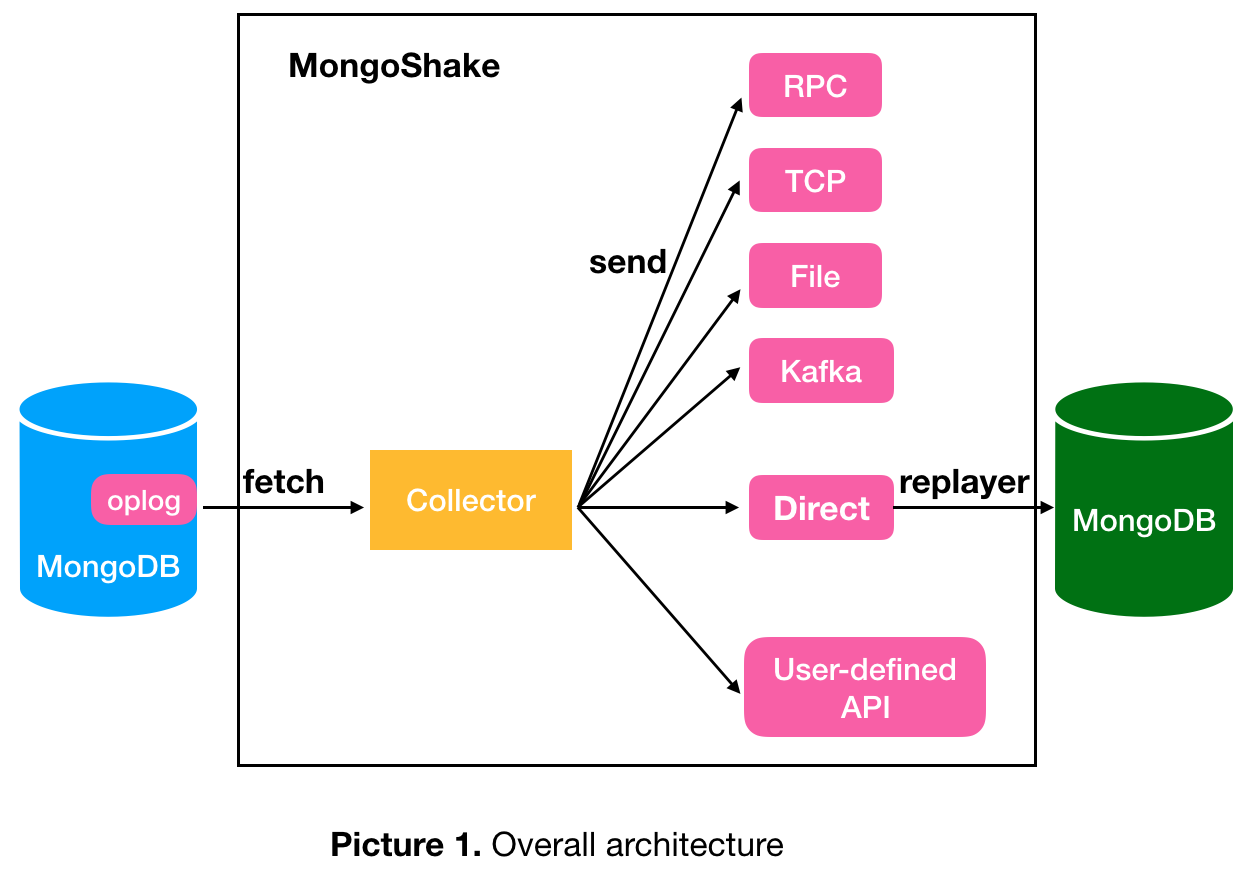 MongoShake
RPC
TCP
send
File
Kafka
fetch
replayer
oplog
Collector
Direct
MongoDB
MongoDB
User-defined
API
Picture 1. Overall architecture